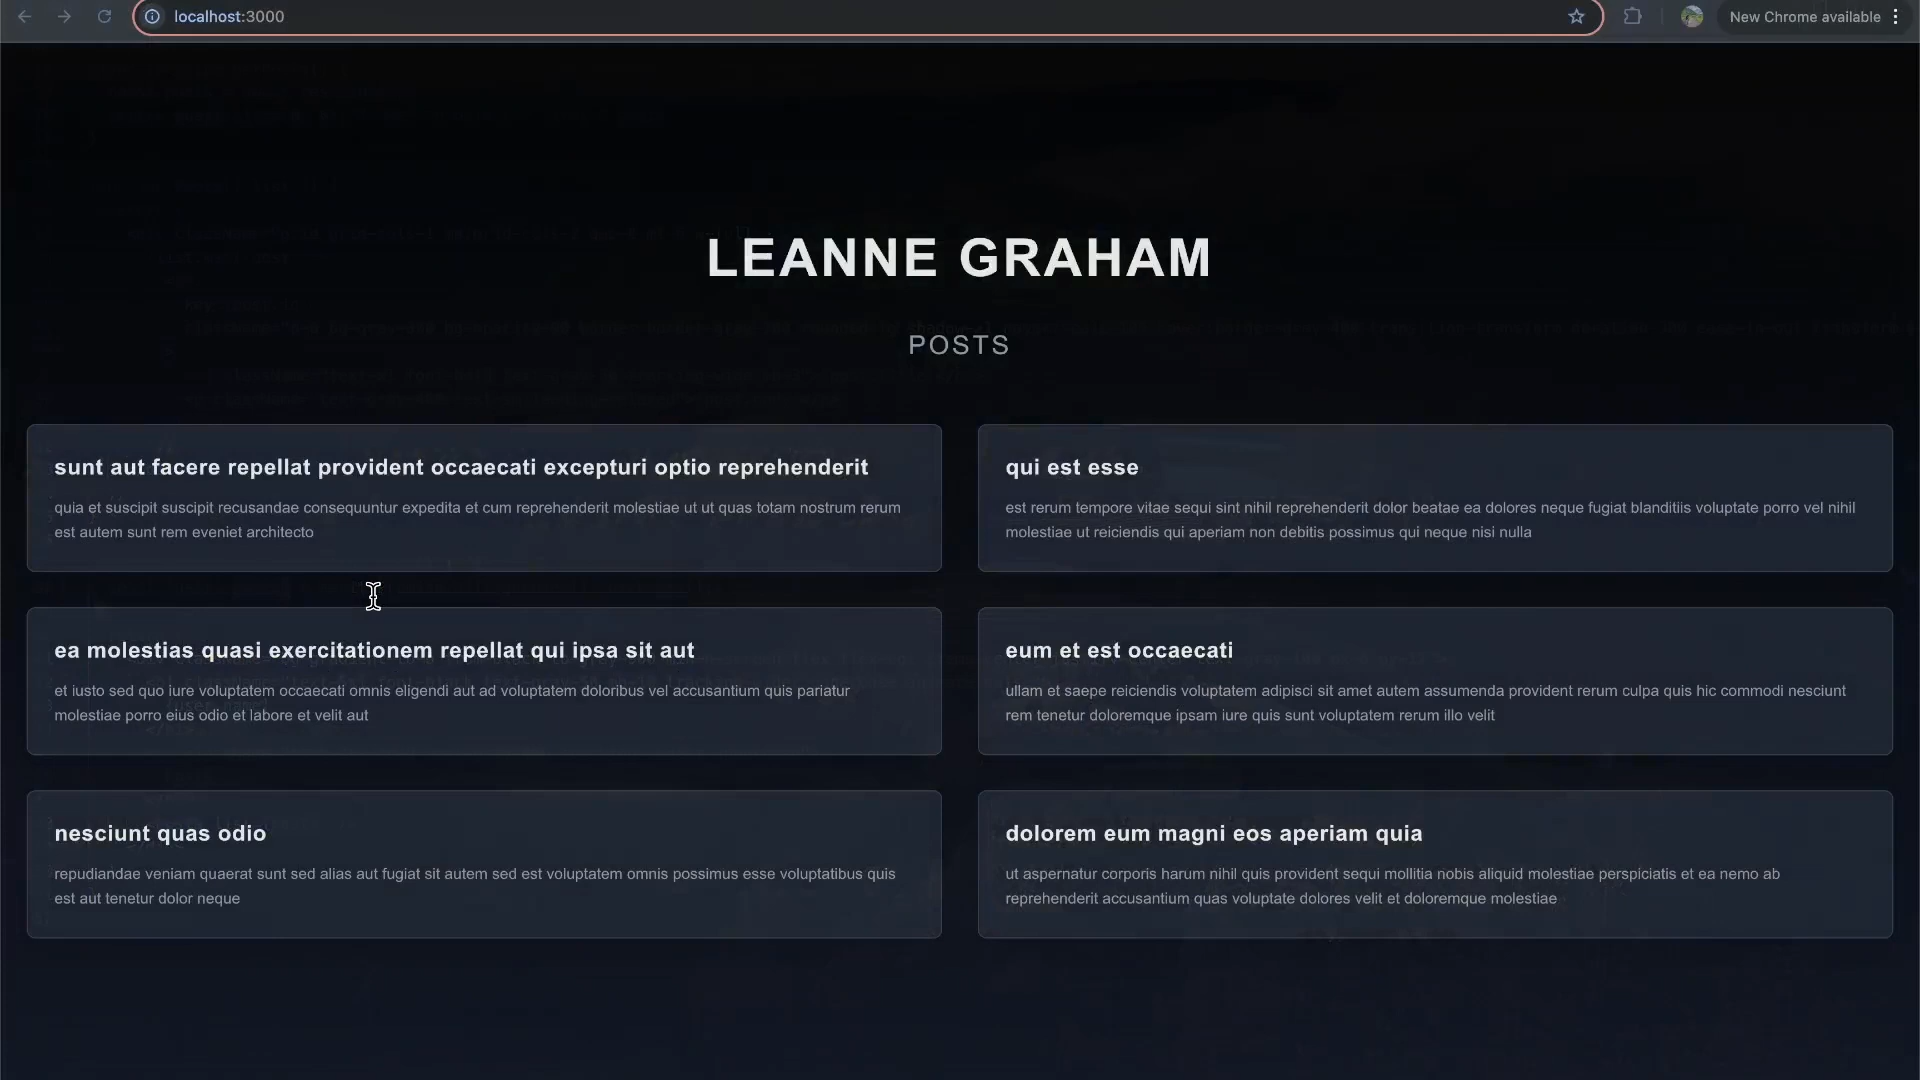 localhost:3000
New Chrome available
LEANNE GRAHAM
POSTS
sunt aut facere repellat provident occaecati excepturi optio reprehenderit
quia et suscipit suscipit recusandae consequuntur expedita et cum reprehenderit molestiae ut ut quas totam nostrum rerum
est autem sunt rem eveniet architecto
qui est esse
est rerum tempore vitae sequi sint nihil reprehenderit dolor beatae ea dolores neque fugiat blanditiis voluptate porro vel nihil
molestiae ut reiciendis qui aperiam non debitis possimus qui neque nisi nulla
ea molestias quasi exercitationem repellat qui ipsa sit aut
et iusto sed quo iure voluptatem occaecati omnis eligendi aut ad voluptatem doloribus vel accusantium quis pariatur
molestiae porro eius odio et labore et velit aut
eum et est occaecati
ullam et saepe reiciendis voluptatem adipisci sit amet autem assumenda provident rerum culpa quis hic commodi nesciunt
rem tenetur doloremque ipsam iure quis sunt voluptatem rerum illo velit
nesciunt quas odio
repudiandae veniam quaerat sunt sed alias aut fugiat sit autem sed est voluptatem omnis possimus esse voluptatibus quis
est aut tenetur dolor neque
dolorem eum magni eos aperiam quia
ut aspernatur corporis harum nihil quis provident sequi mollitia nobis aliquid molestiae perspiciatis et ea nemo ab
reprehenderit accusantium quas voluptate dolores velit et doloremque molestiae